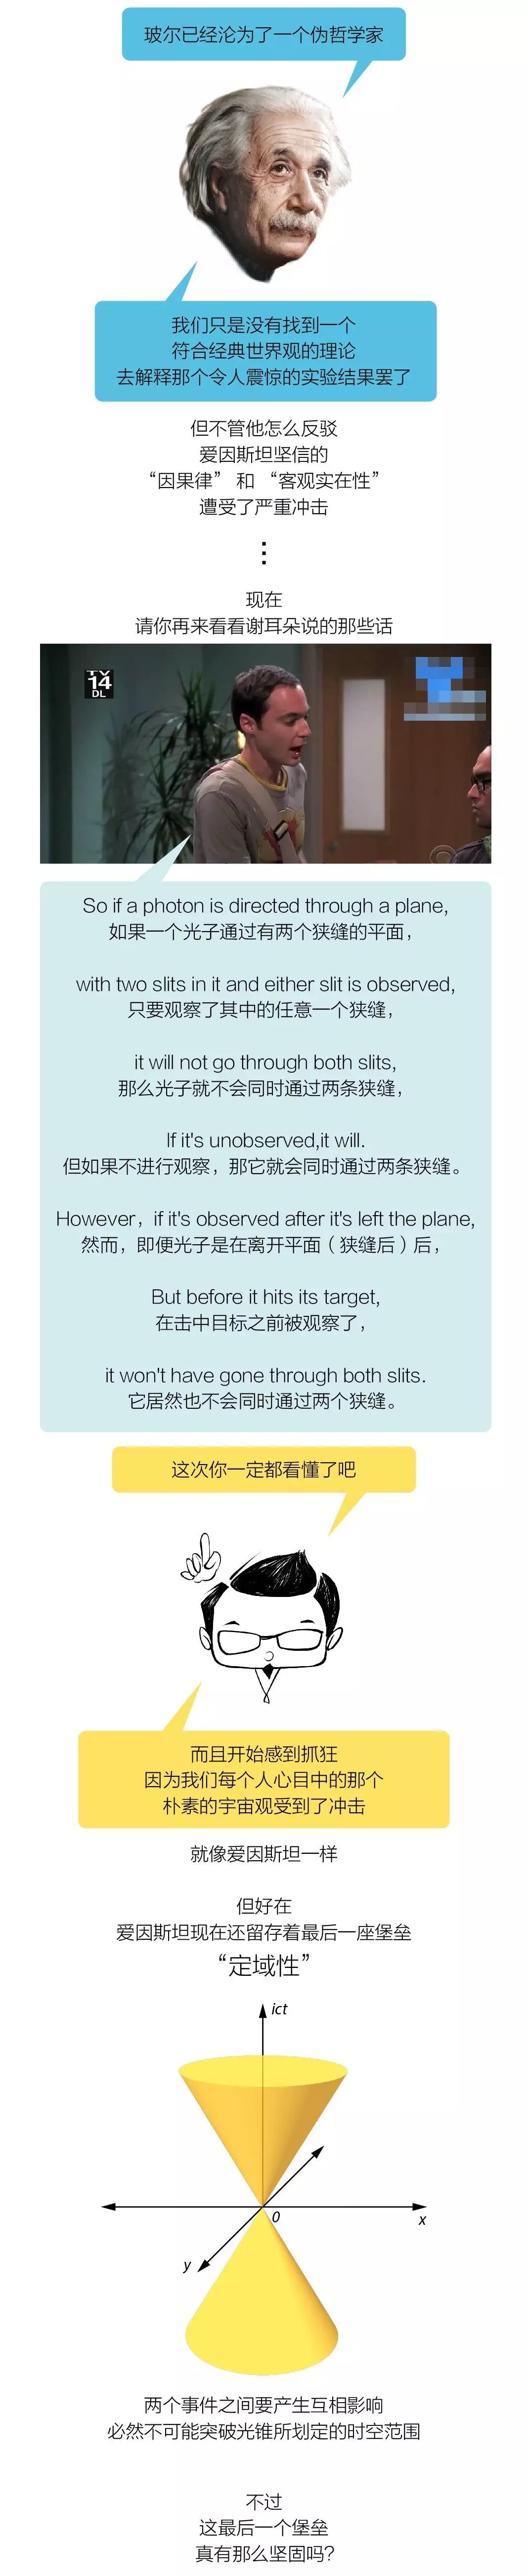 玻尔已经沦为了一个伪哲学家
我们只是没有找到一个
符合经典世界观的理论
去解释那个令人震惊的实验结果罢了
但不管他怎么反驳
爱因斯坦坚信的
“因果律” 和 “客观实在性”
遭受了严重冲击
⋮
现在
请你再来看看谢耳朵说的那些话
TV
14
DL
So if a photon is directed through a plane,
如果一个光子通过有两个狭缝的平面，
with two slits in it and either slit is observed,
只要观察了其中的任意一个狭缝，
it will not go through both slits,
那么光子就不会同时通过两条狭缝，
If it's unobserved,it will.
但如果不进行观察，那它就会同时通过两条狭缝。
However，if it's observed after it's left the plane,
然而，即便光子是在离开平面（狭缝后）后，
But before it hits its target,
在击中目标之前被观察了，
it won't have gone through both slits.
它居然也不会同时通过两个狭缝。
这次你一定都看懂了吧
而且开始感到抓狂
因为我们每个人心目中的那个
朴素的宇宙观受到了冲击
就像爱因斯坦一样
但好在
爱因斯坦现在还留存着最后一座堡垒
“定域性”
ict
0
x
y
两个事件之间要产生互相影响
必然不可能突破光锥所划定的时空范围
不过
这最后一个堡垒
真有那么坚固吗？